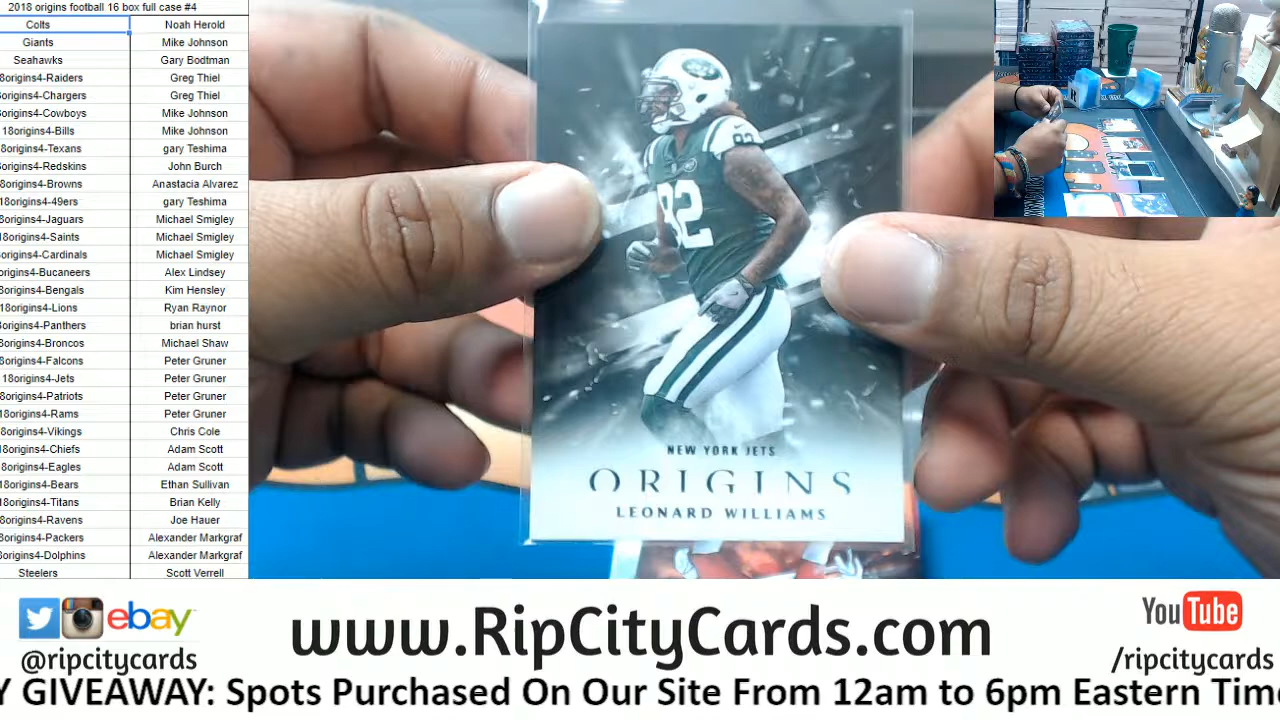 2018 origins football 16 box full case #4
Colts Noah Herold
Giants Mike Johnson
Seahawks Gary Bodtman
8origins4-Raiders Greg Thiel
8origins4-Chargers Greg Thiel
origins4-Cowboys Mike Johnson
18origins4-Bills Mike Johnson
8origins4-Texans gary Teshima
origins4-Redskins John Burch
8origins4-Browns Anastacia Alvarez
18origins4-49ers gary Teshima
8origins4-Jaguars Michael Smigley
18origins4-Saints Michael Smigley
origins4-Cardinals Michael Smigley
origins4-Bucaneers Alex Lindsey
8origins4-Bengals Kim Hensley
18origins4-Lions Ryan Raynor
8origins4-Panthers brian hurst
8origins4-Broncos Michael Shaw
8origins4-Falcons Peter Gruner
18origins4-Jets Peter Gruner
8origins4-Patriots Peter Gruner
18origins4-Rams Peter Gruner
8origins4-Vikings Chris Cole
18origins4-Chiefs Adam Scott
8origins4-Eagles Adam Scott
18origins4-Bears Ethan Sullivan
18origins4-Titans Brian Kelly
8origins4-Ravens Joe Hauer
8origins4-Packers Alexander Markgraf
origins4-Dolphins Alexander Markgraf
Steelers Scott Verrell
92
92
NEW YORK JETS
ORIGINS
LEONARD WILLIAMS
ebay
@ripcitycards
www.RipCityCards.com
YouTube
/ripcitycards
Y GIVEAWAY: Spots Purchased On Our Site From 12am to 6pm Eastern Time